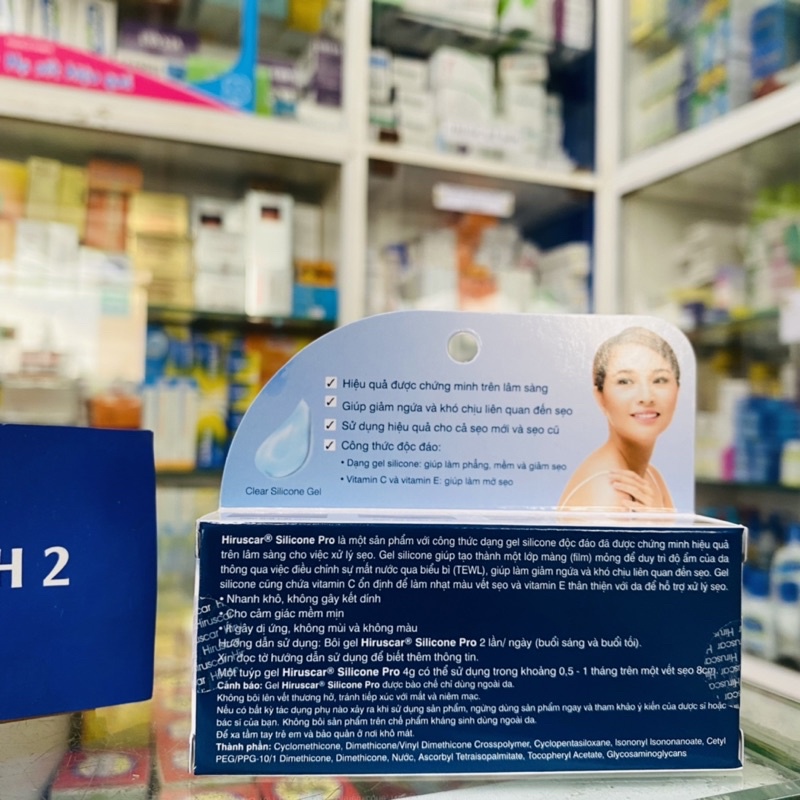 ✓ Hiệu quả được chứng minh trên lâm sàng
✓ Giúp giảm ngứa và khó chịu liên quan đến sẹo
✓ Sử dụng hiệu quả cho cả sẹo mới và sẹo cũ
✓ Công thức độc đáo:
• Dạng gel silicone: giúp làm phẳng, mềm và giảm sẹo
• Vitamin C và vitamin E: giúp làm mờ sẹo
Clear Silicone Gel
H 2
Hiruscar® Silicone Pro là một sản phẩm với công thức dạng gel silicone độc đáo đã được chứng minh hiệu quả
trên lâm sàng cho việc xử lý sẹo. Gel silicone giúp tạo thành một lớp màng (film) mỏng để duy trì độ ẩm của da
thông qua việc điều chỉnh sự mất nước qua biểu bì (TEWL), giúp làm giảm ngứa và khó chịu liên quan đến sẹo. Gel
silicone cũng chứa vitamin C ổn định để làm nhạt màu vết sẹo và vitamin E thân thiện với da để hỗ trợ xử lý sẹo.
• Nhanh khô, không gây kết dính
• Cho cảm giác mềm mịn
• Ít gây dị ứng, không mùi và không màu
Hướng dẫn sử dụng: Bôi gel Hiruscar® Silicone Pro 2 lần/ ngày (buổi sáng và buổi tối).
Xin đọc tờ hướng dẫn sử dụng để biết thêm thông tin.
Một tuýp gel Hiruscar® Silicone Pro 4g có thể sử dụng trong khoảng 0,5 - 1 tháng trên một vết sẹo 8cm.
Cảnh báo: Gel Hiruscar® Silicone Pro được bào chế chỉ dùng ngoài da.
Không bôi lên vết thương hở, tránh tiếp xúc với mắt và niêm mạc.
Nếu có bất kỳ tác dụng phụ nào xảy ra khi sử dụng sản phẩm, ngừng dùng sản phẩm ngay và tham khảo ý kiến của dược sĩ hoặc
bác sĩ của bạn. Không bôi sản phẩm trên chế phẩm kháng sinh dùng ngoài da.
Để xa tầm tay trẻ em và bảo quản ở nơi khô mát.
Thành phần: Cyclomethicone, Dimethicone/Vinyl Dimethicone Crosspolymer, Cyclopentasiloxane, Isononyl Isononanoate, Cetyl
PEG/PPG-10/1 Dimethicone, Dimethicone, Nước, Ascorbyl Tetraisopalmitate, Tocopheryl Acetate, Glycosaminoglycans